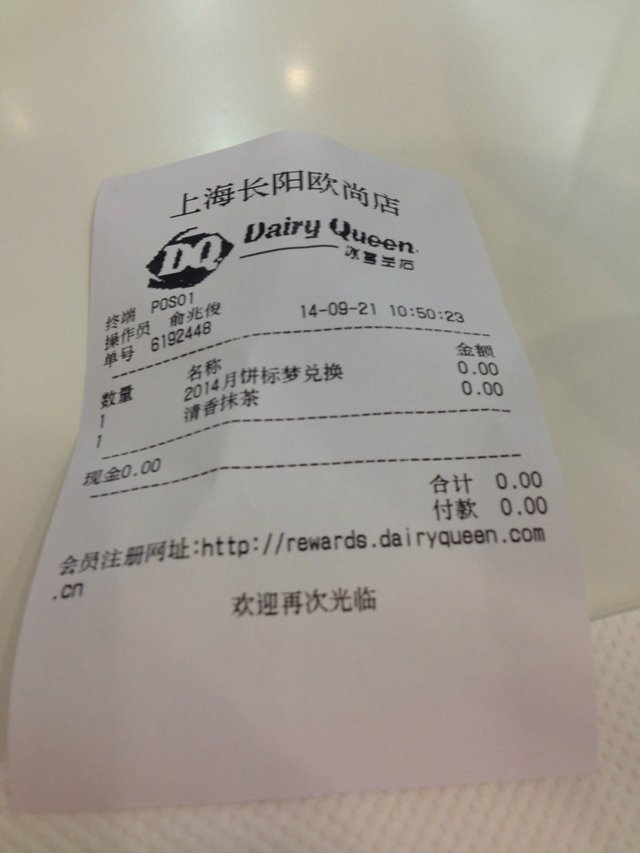 上海长阳欧尚店
DQ Dairy Queen.
冰雪皇后
终端 POS01
操作员 俞兆俊 14-09-21 10:50:23
单号 6192448
数量 名称 金额
1 2014月饼标梦兑换 0.00
1 清香抹茶 0.00
现金0.00
合计 0.00
付款 0.00
会员注册网址:http://rewards.dairyqueen.com
.cn
欢迎再次光临